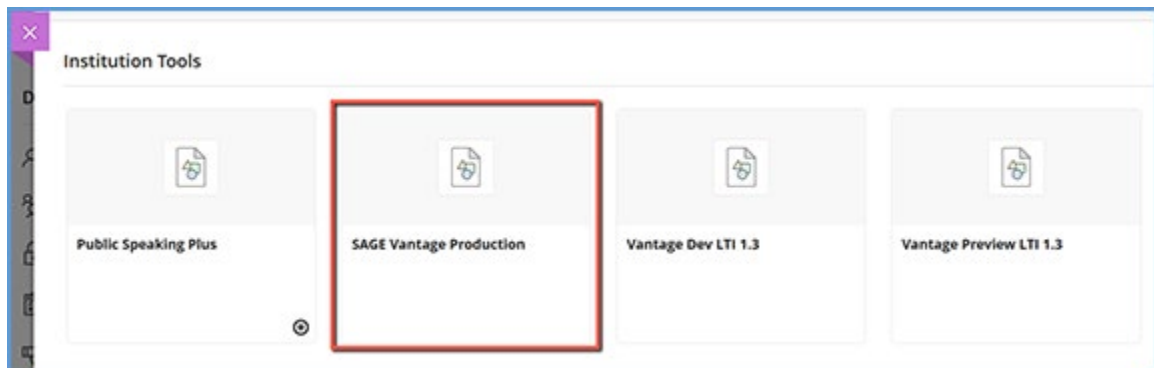 Institution Tools
D
Public Speaking Plus
SAGE Vantage Production
Vantage Dev LTI 1.3
Vantage Preview LTI 1.3